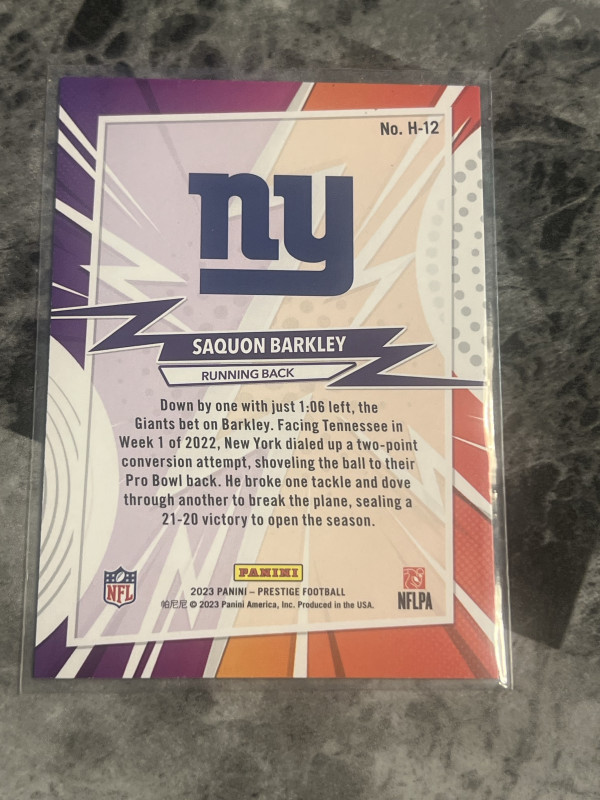 No. H-12
ny
SAQUON BARKLEY
RUNNING BACK
Down by one with just 1:06 left, the
Giants bet on Barkley. Facing Tennessee in
Week 1 of 2022, New York dialed up a two-point
conversion attempt, shoveling the ball to their
Pro Bowl back. He broke one tackle and dove
through another to break the plane, sealing a
21-20 victory to open the season.
PANINI
2023 PANINI – PRESTIGE FOOTBALL
帕尼尼 © 2023 Panini America, Inc. Produced in the USA.
NFL
NFLPA